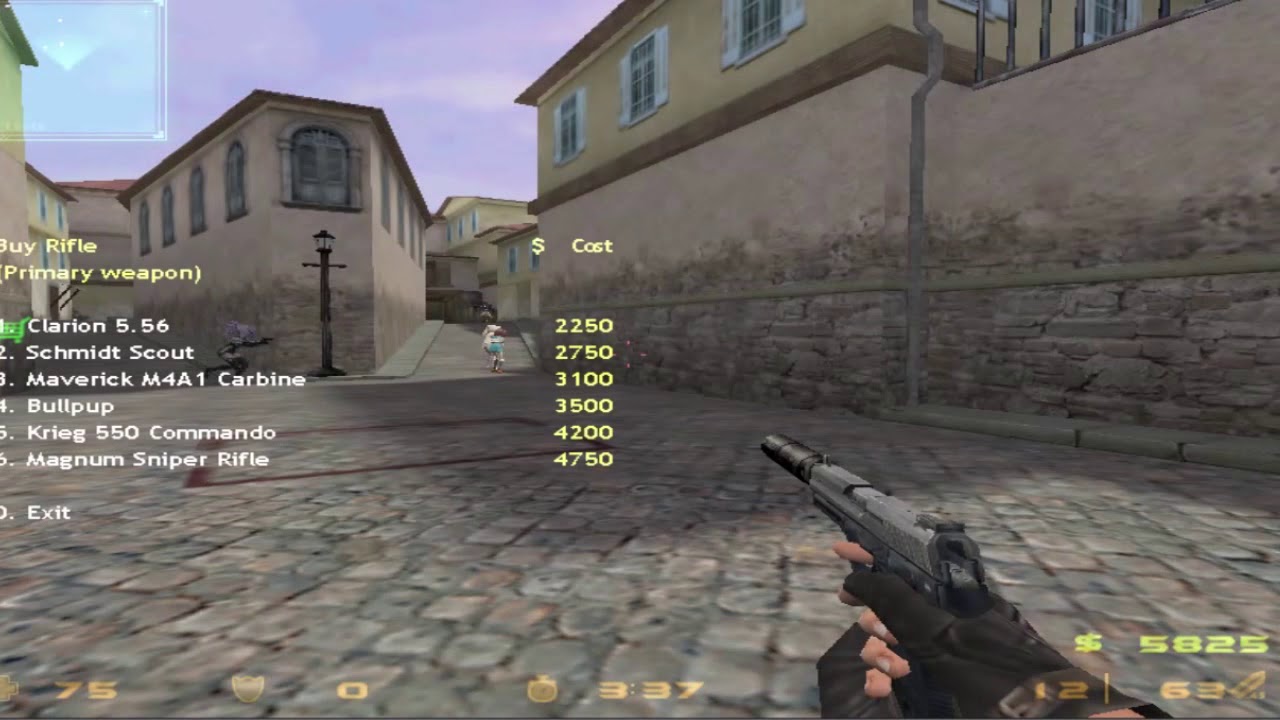 Buy Rifle $ Cost
(Primary weapon)
1. Clarion 5.56 2250
2. Schmidt Scout 2750
3. Maverick M4A1 Carbine 3100
4. Bullpup 3500
5. Krieg 550 Commando 4200
6. Magnum Sniper Rifle 4750
0. Exit
$ 5825
75 0 3:37 12 | 63